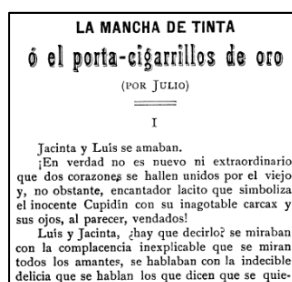 LA MANCHA DE TINTA
ó el porta-cigarrillos de oro
(POR JULIO)
I
Jacinta y Luis se amaban.
¡En verdad no es nuevo ni extraordinario
que dos corazones se hallen unidos por el viejo
y, no obstante, encantador lacito que simboliza
el inocente Cupidín con su inagotable carcax y
sus ojos, al parecer, vendados!
Luis y Jacinta, ¿hay que decirlo? se miraban
con la complacencia inexplicable que se miran
todos los amantes, se hablaban con la indecible
delicia que se hablan los que dicen que se quie-